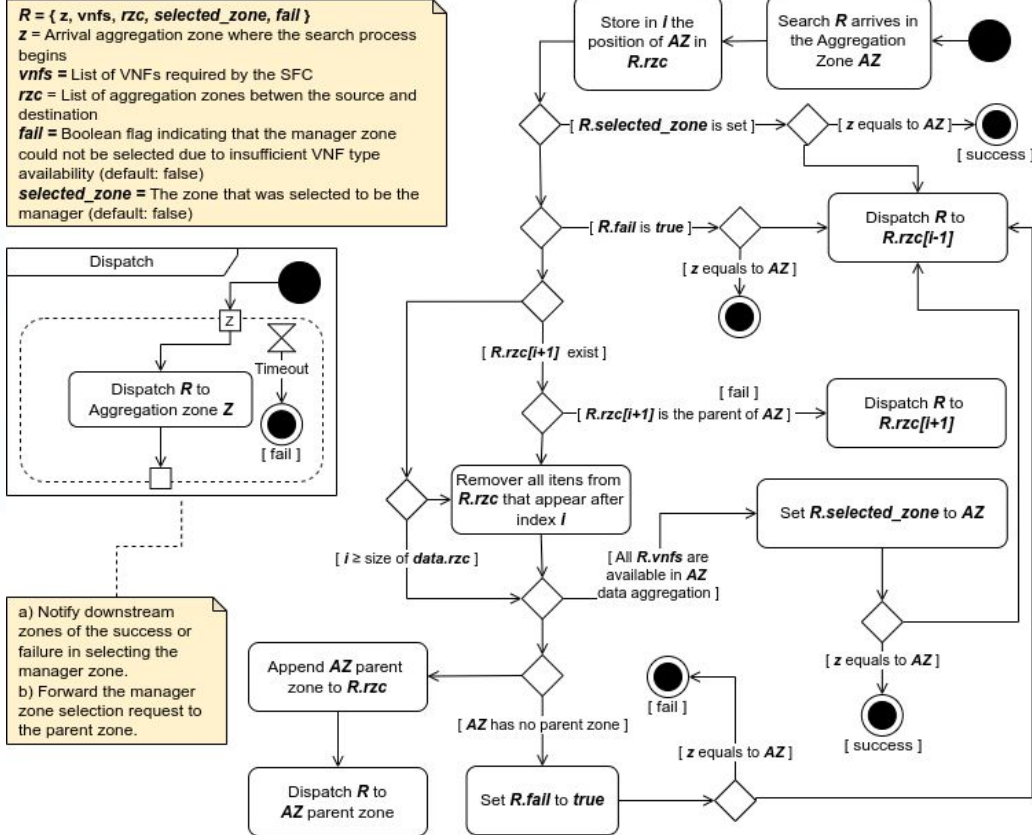 R = { z, vnfs, rzc, selected_zone, fail }
z = Arrival aggregation zone where the search process
begins
vnfs = List of VNFs required by the SFC
rzc = List of aggregation zones betwen the source and
destination
fail = Boolean flag indicating that the manager zone
could not be selected due to insufficient VNF type
availability (default: false)
selected_zone = The zone that was selected to be the
manager (default: false)
Store in i the
position of AZ in
R.rzc
Search R arrives in
the Aggregation
Zone AZ
[ R.selected_zone is set ]
[ z equals to AZ ]
[ success ]
Dispatch R to
R.rzc[i-1]
[ R.fail is true ]
[ z equals to AZ ]
Dispatch
Z
Timeout
Dispatch R to
Aggregation zone Z
[ fail ]
[ R.rzc[i+1] exist ]
[ fail ]
[ R.rzc[i+1] is the parent of AZ ]
Dispatch R to
R.rzc[i+1]
Remover all itens from
R.rzc that appear after
index i
Set R.selected_zone to AZ
[ i ≥ size of data.rzc ]
[ All R.vnfs are
available in AZ
data aggregation ]
a) Notify downstream
zones of the success or
failure in selecting the
manager zone.
b) Forward the manager
zone selection request to
the parent zone.
Append AZ parent
zone to R.rzc
[ z equals to AZ ]
[ fail ]
[ AZ has no parent zone ]
[ success ]
[ z equals to AZ ]
Dispatch R to
AZ parent zone
Set R.fail to true